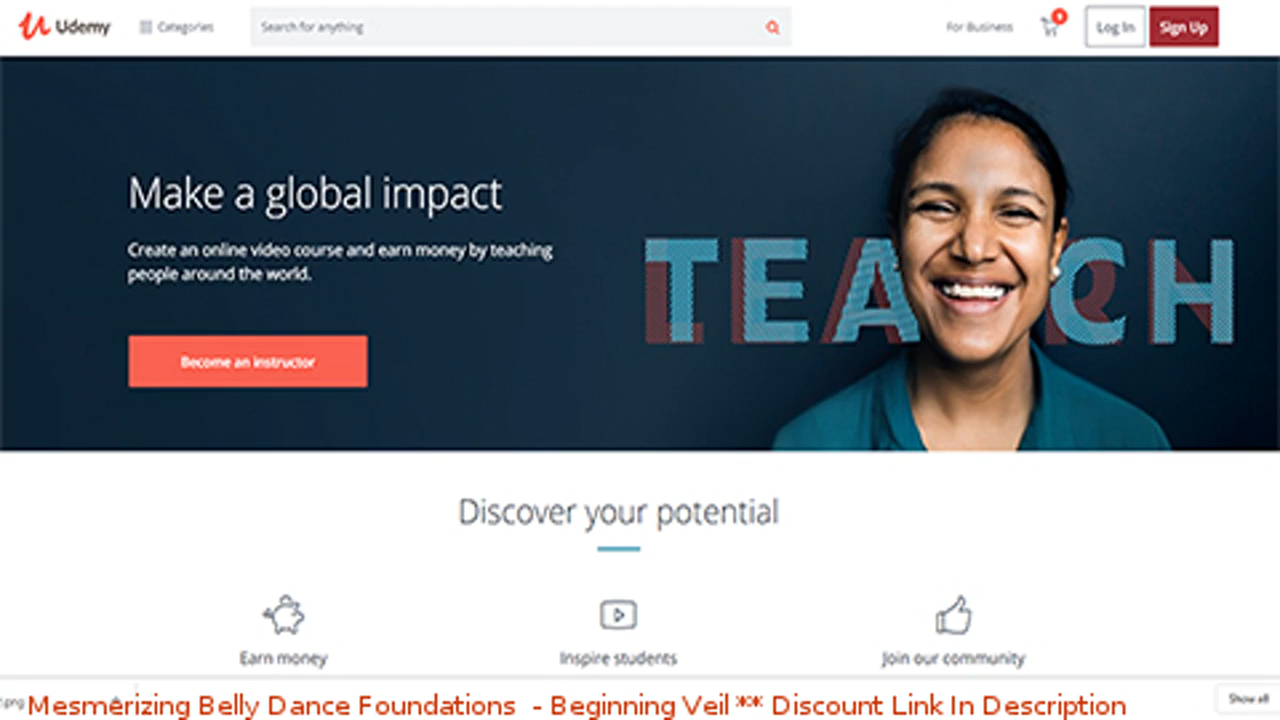 Udemy Categories Search for anything For Business Log In Sign Up
Make a global impact
TEACH
Create an online video course and earn money by teaching
people around the world.
Become an instructor
Discover your potential
Earn money Inspire students Join our community
Mesmerizing Belly Dance Foundations - Beginning Veil ** Discount Link In Description
Show all